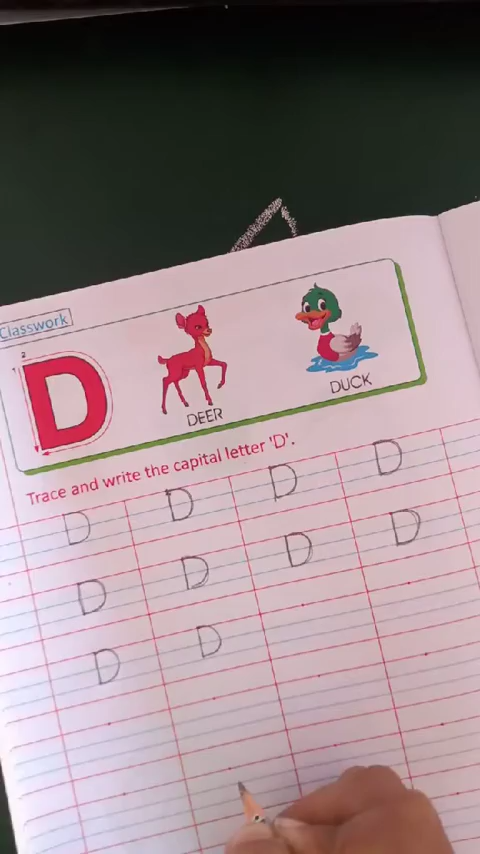 Classwork
D
DEER
DUCK
Trace and write the capital letter 'D'.
D D D D
D D D D
D D